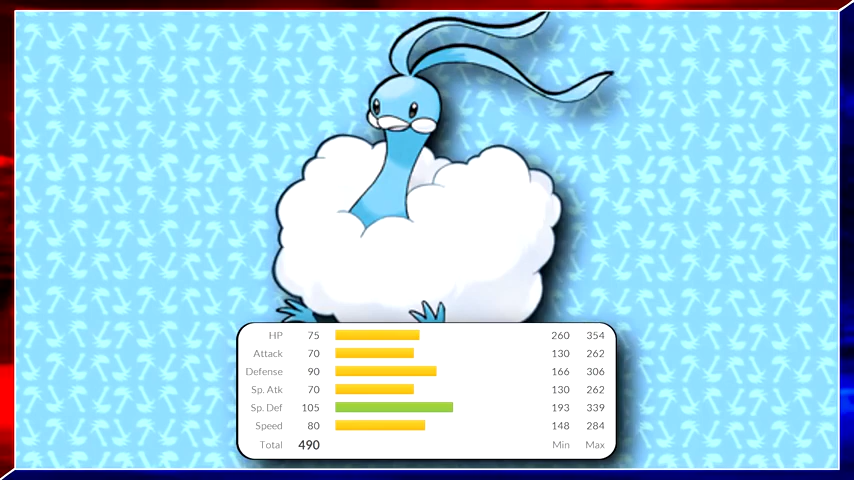 HP 75 260 354
Attack 70 130 262
Defense 90 166 306
Sp. Atk 70 130 262
Sp. Def 105 193 339
Speed 80 148 284
Total 490 Min Max